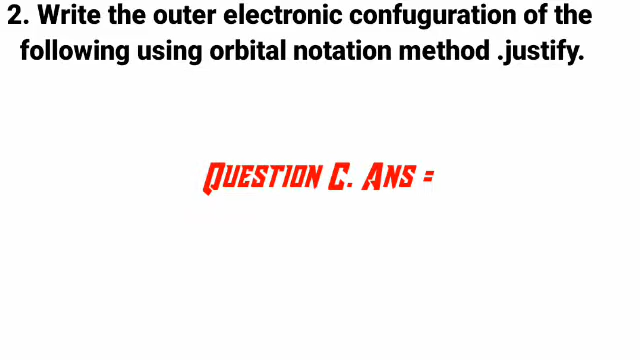 2. Write the outer electronic confuguration of the
following using orbital notation method .justify.
Question C. Ans =